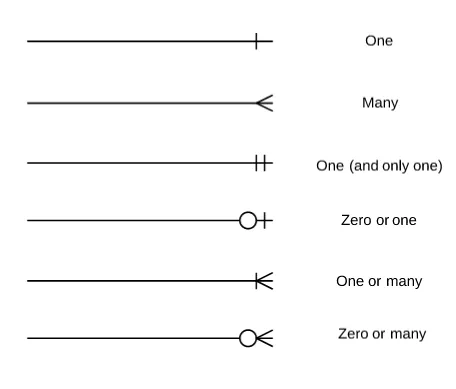 One
Many
One (and only one)
Zero or one
One or many
Zero or many